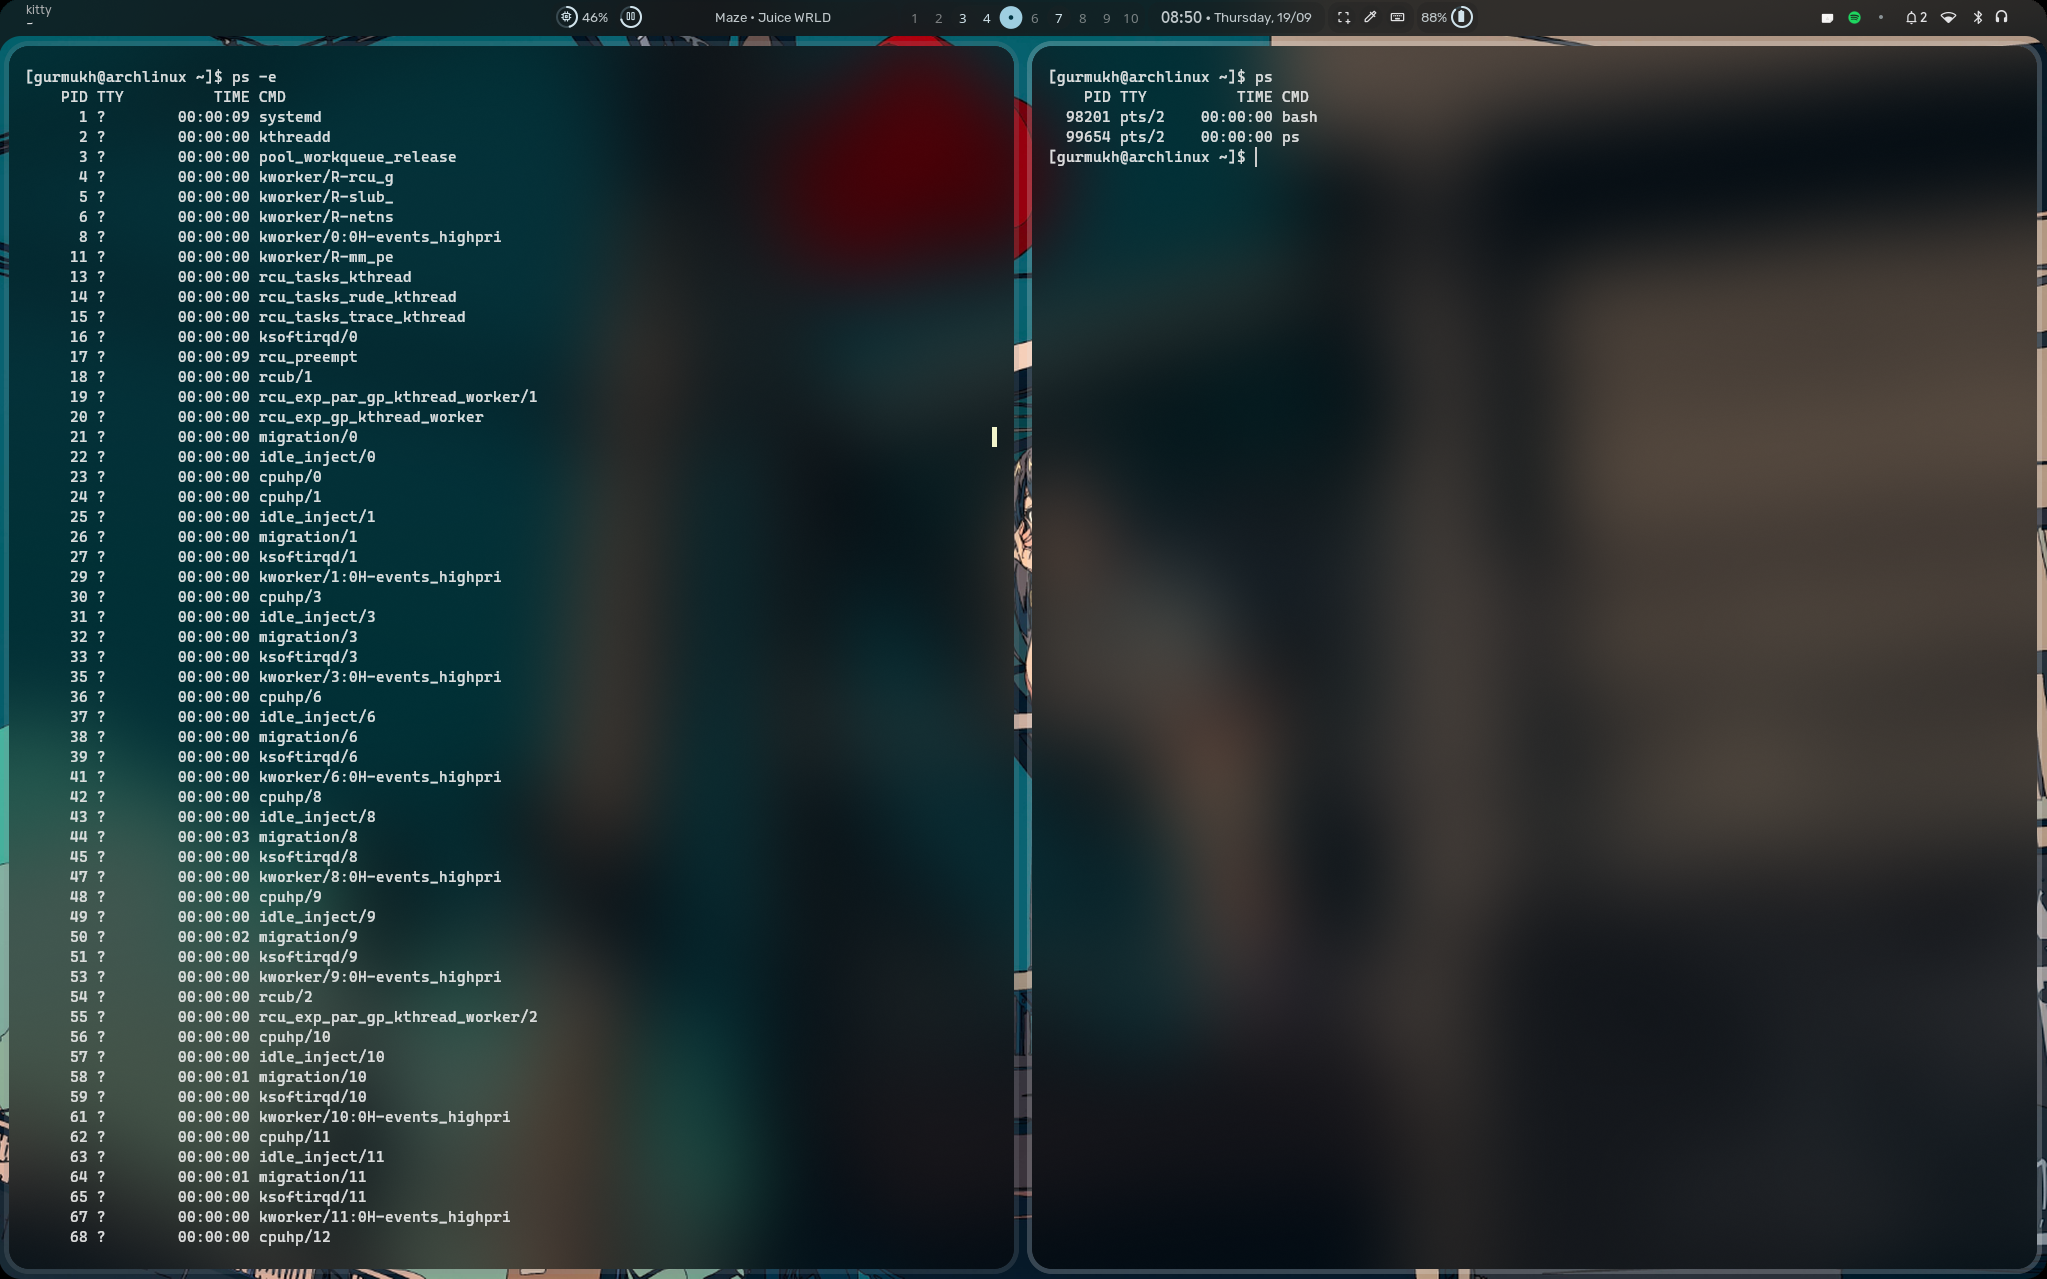 kitty
~
46%
Maze • Juice WRLD
1 2 3 4 6 7 8 9 10
08:50 • Thursday, 19/09
88%
2
[gurmukh@archlinux ~]$ ps -e
PID TTY TIME CMD
1 ? 00:00:09 systemd
2 ? 00:00:00 kthreadd
3 ? 00:00:00 pool_workqueue_release
4 ? 00:00:00 kworker/R-rcu_g
5 ? 00:00:00 kworker/R-slub_
6 ? 00:00:00 kworker/R-netns
8 ? 00:00:00 kworker/0:0H-events_highpri
11 ? 00:00:00 kworker/R-mm_pe
13 ? 00:00:00 rcu_tasks_kthread
14 ? 00:00:00 rcu_tasks_rude_kthread
15 ? 00:00:00 rcu_tasks_trace_kthread
16 ? 00:00:00 ksoftirqd/0
17 ? 00:00:09 rcu_preempt
18 ? 00:00:00 rcub/1
19 ? 00:00:00 rcu_exp_par_gp_kthread_worker/1
20 ? 00:00:00 rcu_exp_gp_kthread_worker
21 ? 00:00:00 migration/0
22 ? 00:00:00 idle_inject/0
23 ? 00:00:00 cpuhp/0
24 ? 00:00:00 cpuhp/1
25 ? 00:00:00 idle_inject/1
26 ? 00:00:00 migration/1
27 ? 00:00:00 ksoftirqd/1
29 ? 00:00:00 kworker/1:0H-events_highpri
30 ? 00:00:00 cpuhp/3
31 ? 00:00:00 idle_inject/3
32 ? 00:00:00 migration/3
33 ? 00:00:00 ksoftirqd/3
35 ? 00:00:00 kworker/3:0H-events_highpri
36 ? 00:00:00 cpuhp/6
37 ? 00:00:00 idle_inject/6
38 ? 00:00:00 migration/6
39 ? 00:00:00 ksoftirqd/6
41 ? 00:00:00 kworker/6:0H-events_highpri
42 ? 00:00:00 cpuhp/8
43 ? 00:00:00 idle_inject/8
44 ? 00:00:03 migration/8
45 ? 00:00:00 ksoftirqd/8
47 ? 00:00:00 kworker/8:0H-events_highpri
48 ? 00:00:00 cpuhp/9
49 ? 00:00:00 idle_inject/9
50 ? 00:00:02 migration/9
51 ? 00:00:00 ksoftirqd/9
53 ? 00:00:00 kworker/9:0H-events_highpri
54 ? 00:00:00 rcub/2
55 ? 00:00:00 rcu_exp_par_gp_kthread_worker/2
56 ? 00:00:00 cpuhp/10
57 ? 00:00:00 idle_inject/10
58 ? 00:00:01 migration/10
59 ? 00:00:00 ksoftirqd/10
61 ? 00:00:00 kworker/10:0H-events_highpri
62 ? 00:00:00 cpuhp/11
63 ? 00:00:00 idle_inject/11
64 ? 00:00:01 migration/11
65 ? 00:00:00 ksoftirqd/11
67 ? 00:00:00 kworker/11:0H-events_highpri
68 ? 00:00:00 cpuhp/12
[gurmukh@archlinux ~]$ ps
PID TTY TIME CMD
98201 pts/2 00:00:00 bash
99654 pts/2 00:00:00 ps
[gurmukh@archlinux ~]$